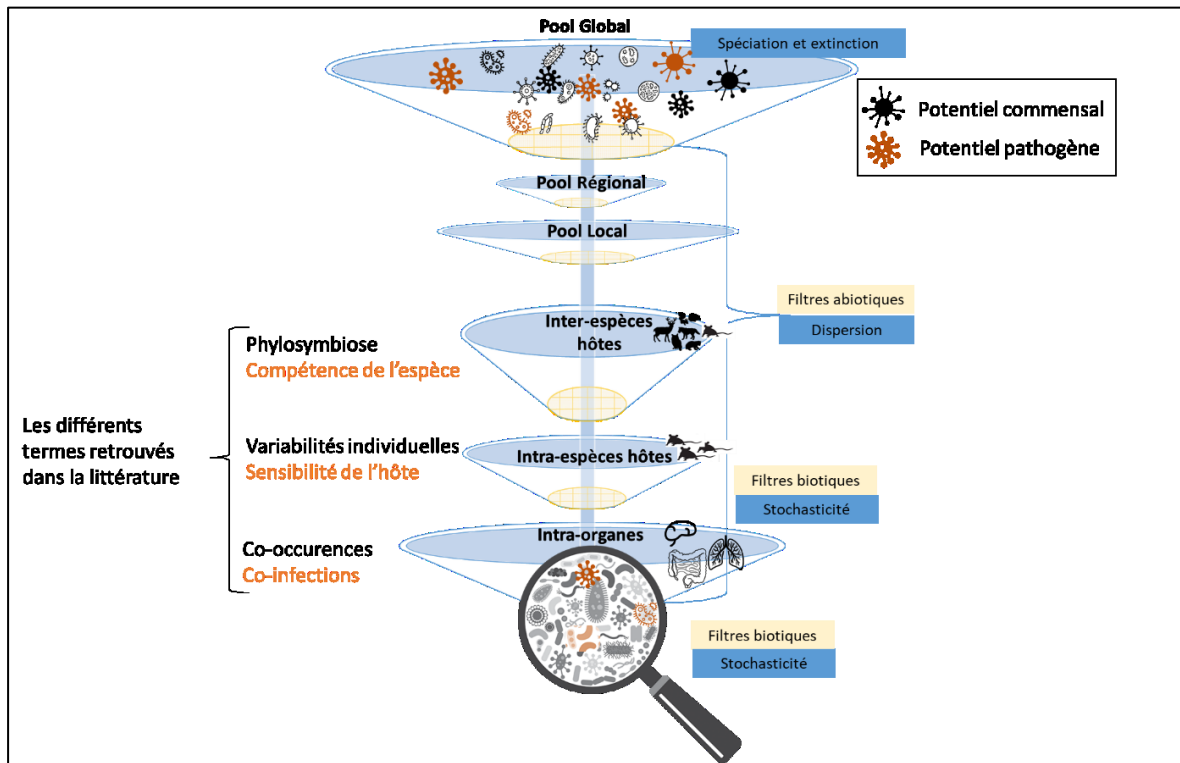 Pool Global
Spéciation et extinction
Potentiel commensal
Potentiel pathogène
Pool Régional
Pool Local
Filtres abiotiques
Dispersion
Inter-espèces
hôtes
Phylosymbiose
Compétence de l'espèce
Les différents
termes retrouvés
dans la littérature
Variabilités individuelles
Sensibilité de l'hôte
Intra-espèces hôtes
Filtres biotiques
Stochasticité
Intra-organes
Co-occurences
Co-infections
Filtres biotiques
Stochasticité